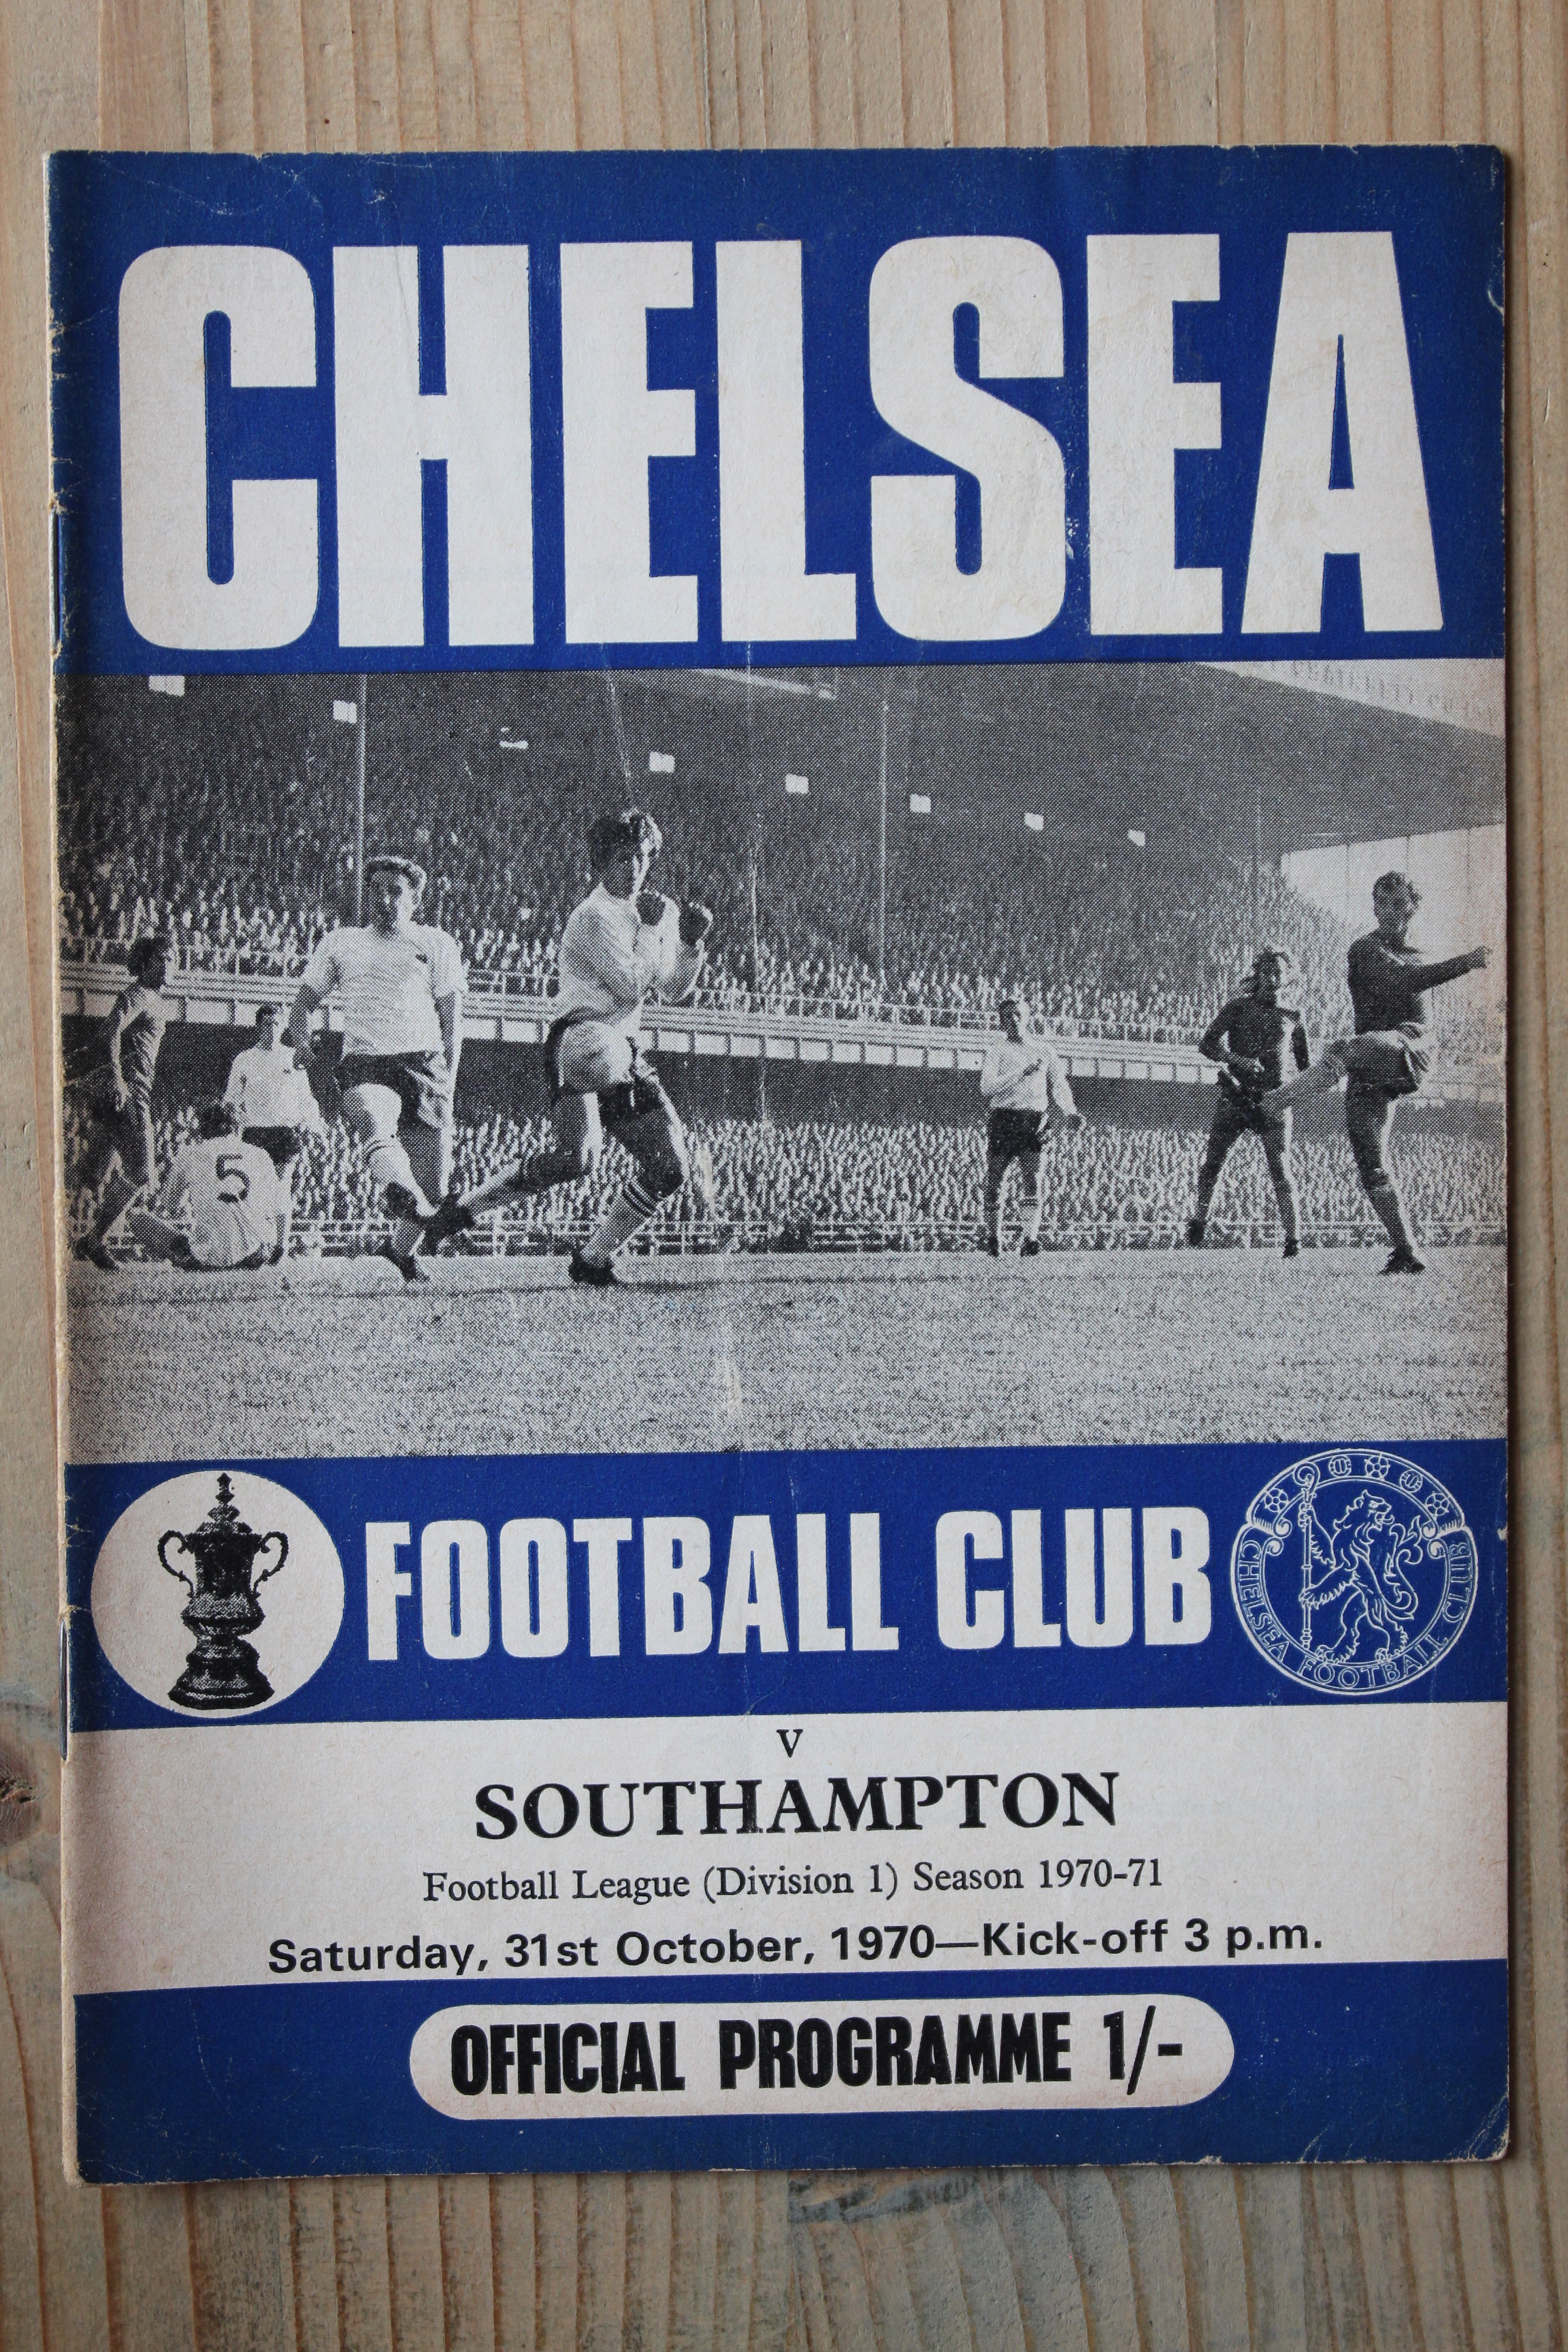 CHELSEA
5
FOOTBALL CLUB
CHELSEA FOOTBALL CLUB
v
SOUTHAMPTON
Football League (Division 1) Season 1970-71
Saturday, 31st October, 1970—Kick-off 3 p.m.
OFFICIAL PROGRAMME 1/-